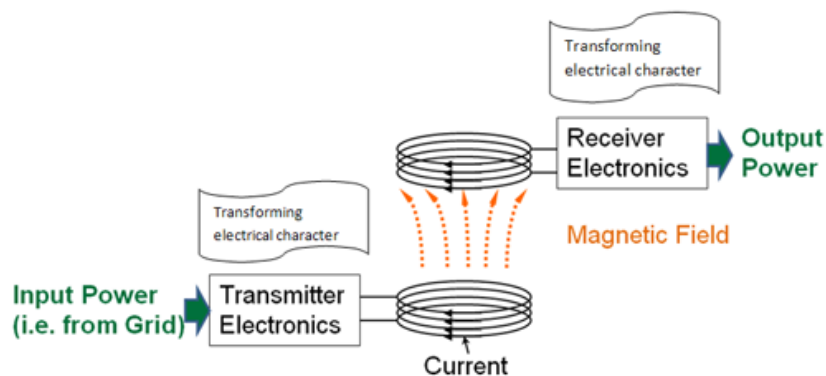 Transforming
electrical character
Receiver
Electronics
Output
Power
Transforming
electrical character
Magnetic Field
Input Power
(i.e. from Grid)
Transmitter
Electronics
Current